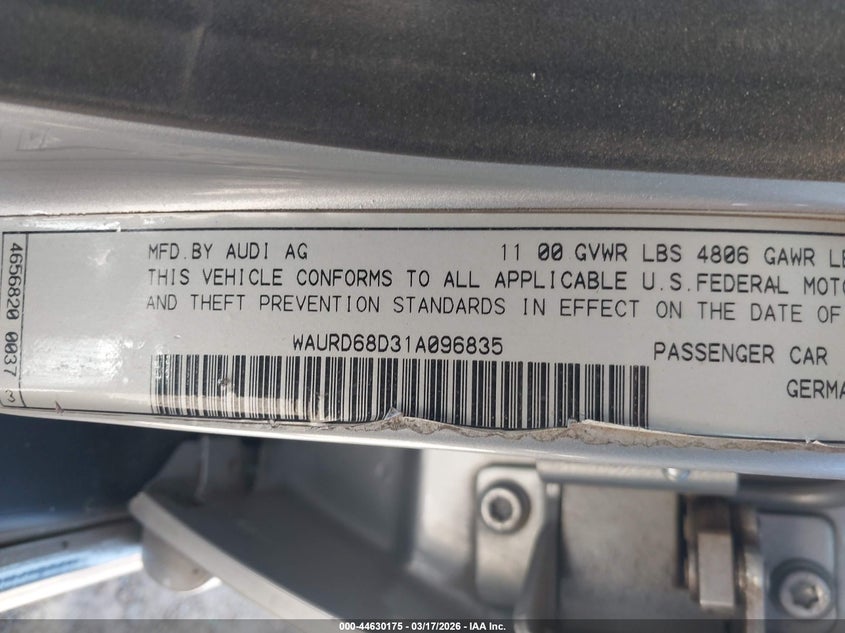 MFD.BY AUDI AG 11 00 GVWR LBS 4806 GAWR
THIS VEHICLE CONFORMS TO ALL APPLICABLE U.S.FEDERAL
AND THEFT PREVENTION STANDARDS IN EFFECT ON THE DATE OF
WAURD68D31A096835
PASSENGER CAR
4656820 0037 3
000-44630175 - 03/17/2026 - IAA Inc.